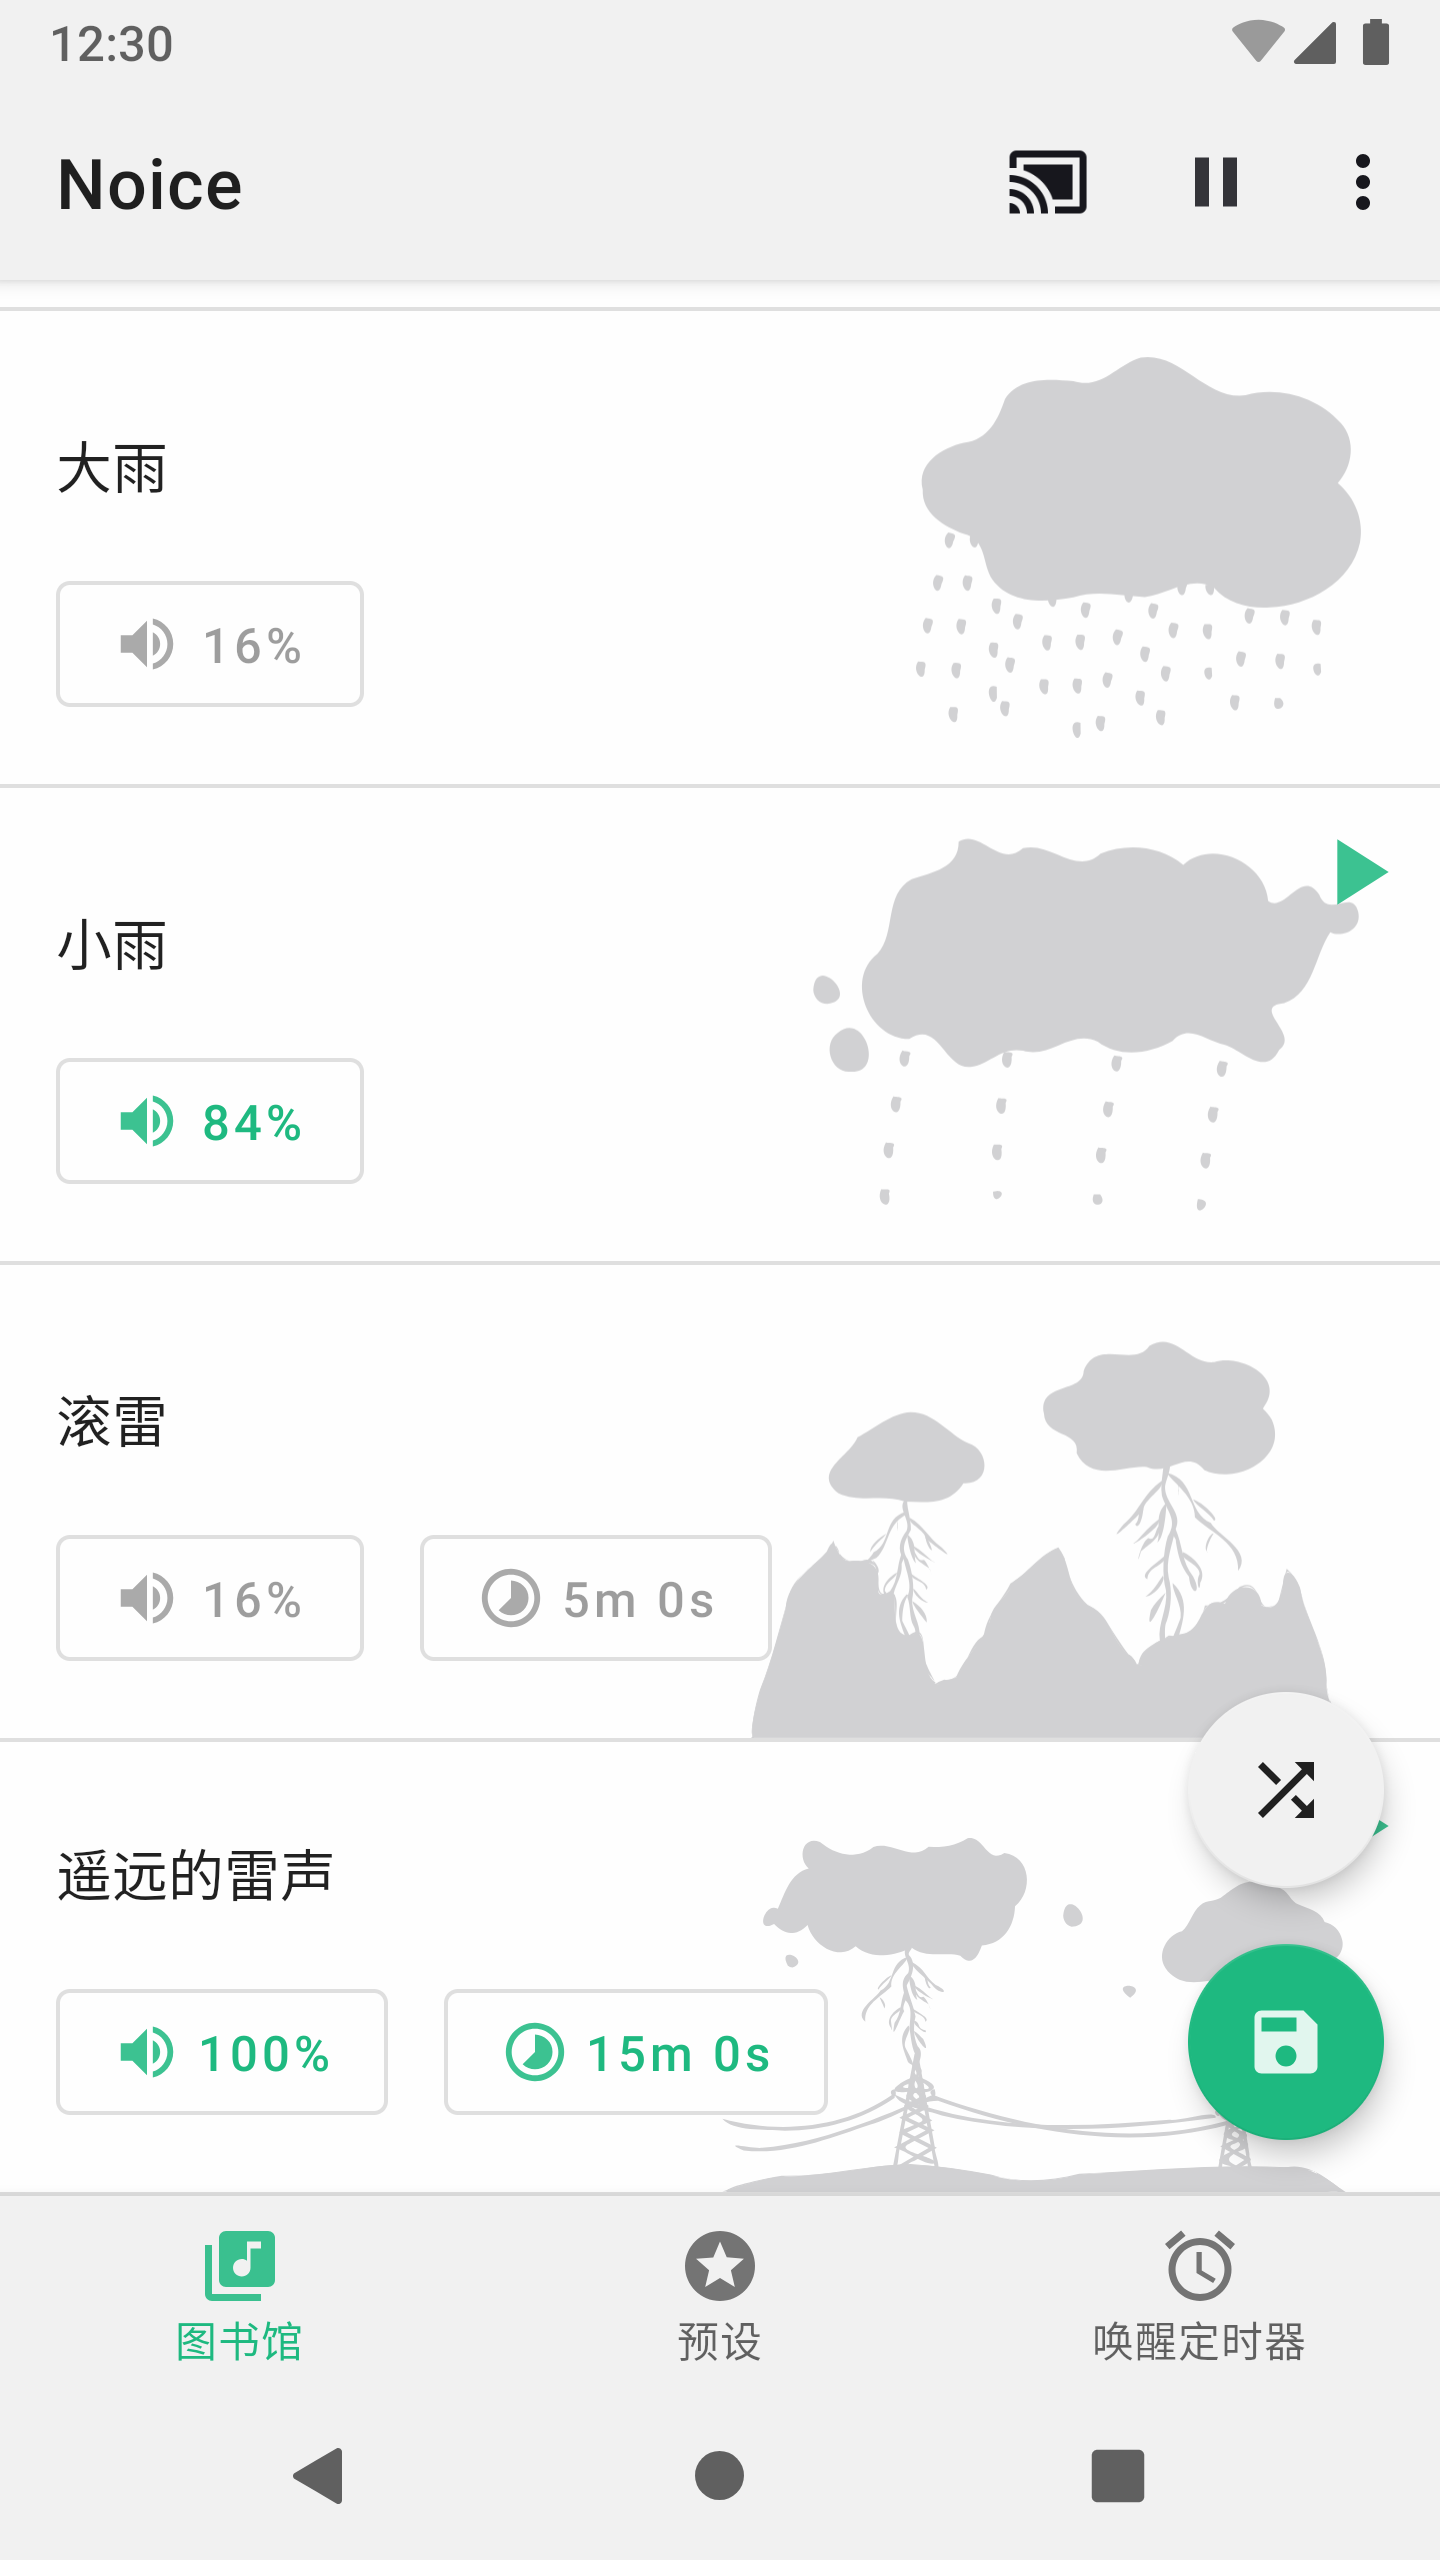 12:30
Noice
大雨
16%
小雨
84%
滚雷
16% 5m 0s
遥远的雷声
100% 15m 0s
图书馆 预设 唤醒定时器